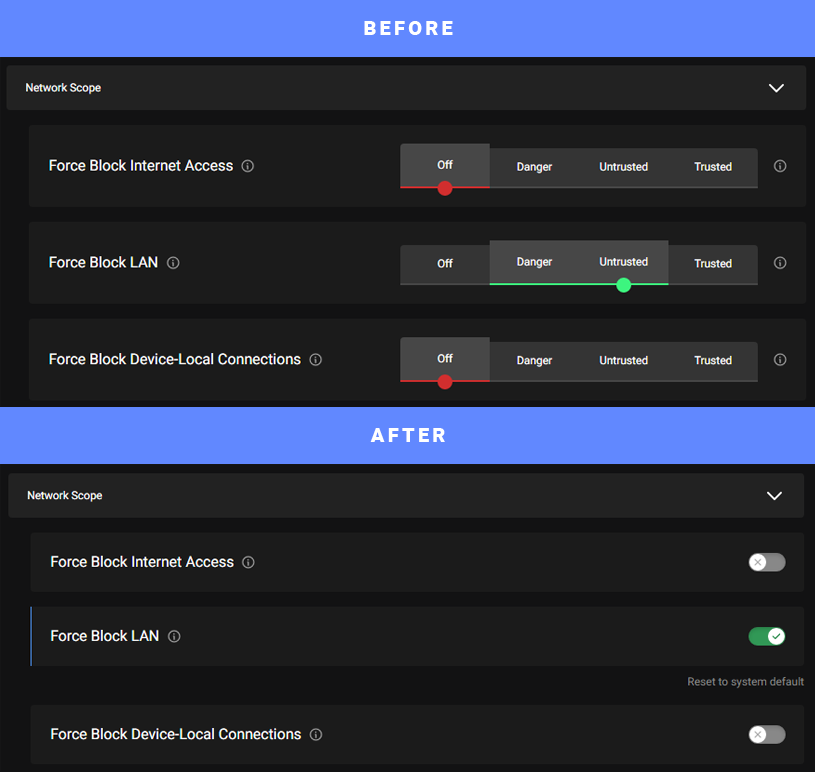 BEFORE
Network Scope
Force Block Internet Access Off Danger Untrusted Trusted
Force Block LAN Off Danger Untrusted Trusted
Force Block Device-Local Connections Off Danger Untrusted Trusted
AFTER
Network Scope
Force Block Internet Access
Force Block LAN
Reset to system default
Force Block Device-Local Connections